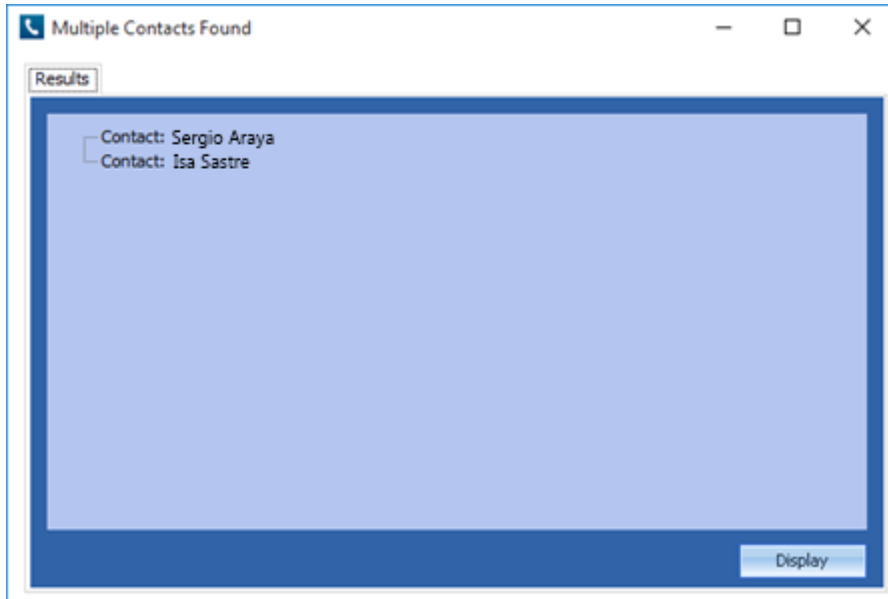 Multiple Contacts Found
Results
Contact: Sergio Araya
Contact: Isa Sastre
Display